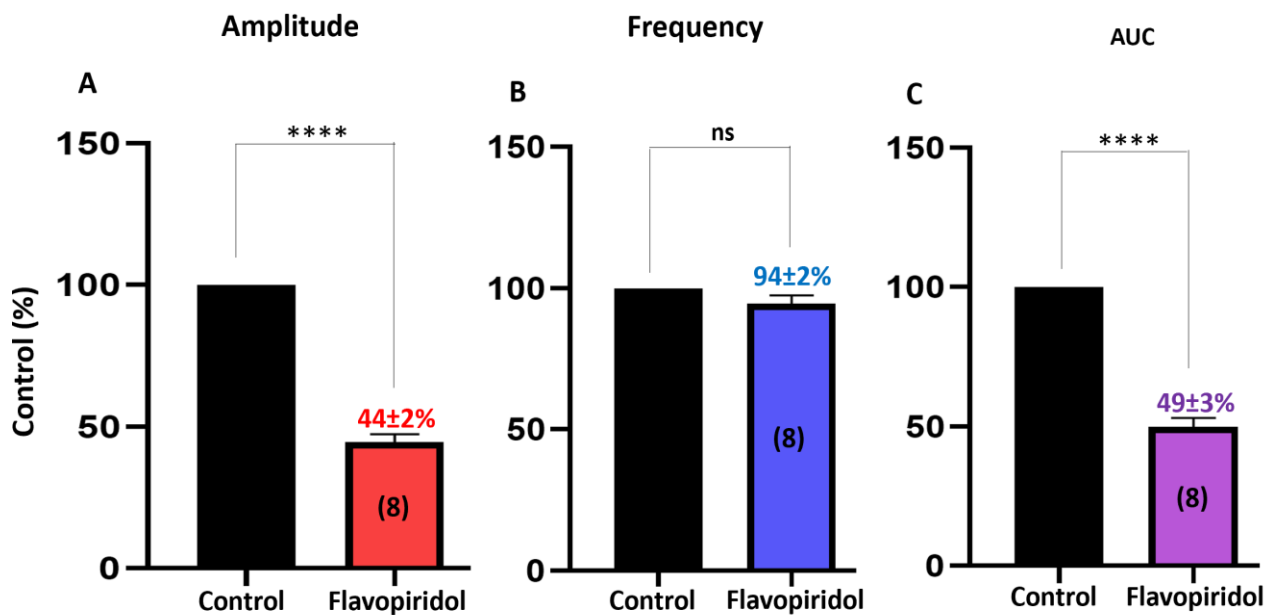 Amplitude
Frequency
AUC
A
B
C
Control (%)
150
100
50
0
****
44±2%
(8)
Control
Flavopiridol
150
100
50
0
ns
94±2%
(8)
Control
Flavopiridol
150
100
50
0
****
49±3%
(8)
Control
Flavopiridol